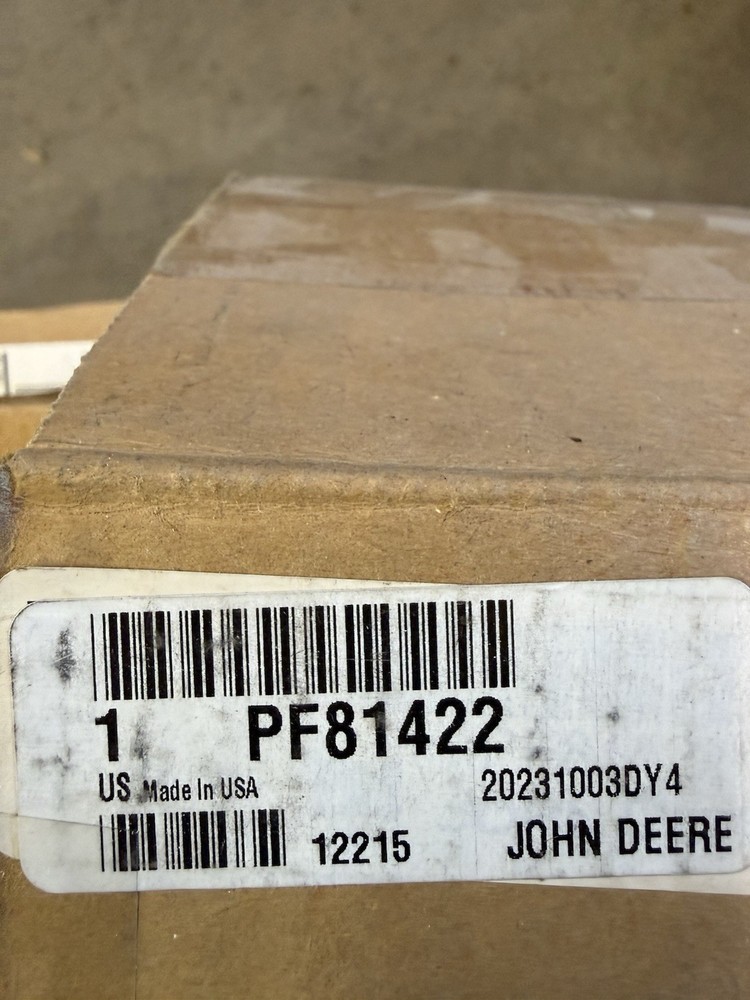 1 PF81422
US Made In USA 20231003DY4
12215 JOHN DEERE